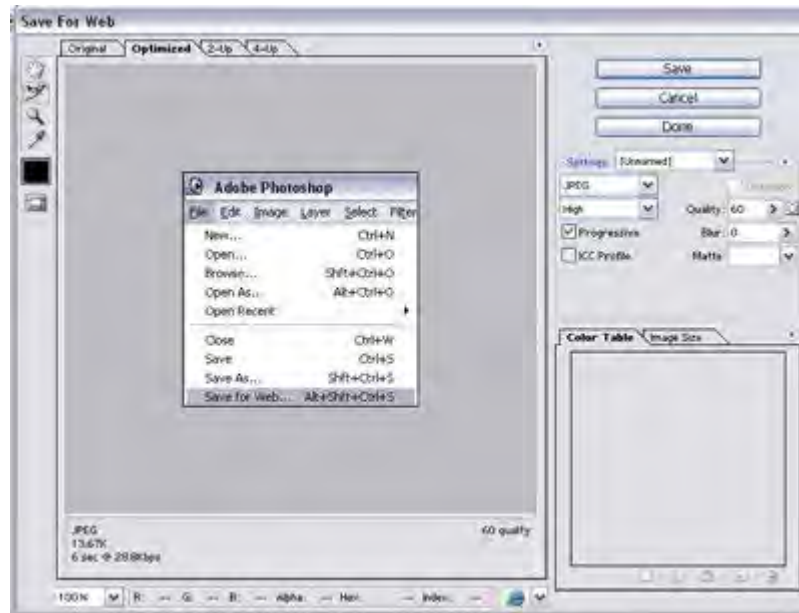 Save For Web
Original Optimized 2-Up 4-Up
Save
Cancel
Done
Settings: [Unnamed]
JPEG
High Quality: 60
Progressive Blur: 0
ICC Profile Matte
Color Table Image Size
Adobe Photoshop
File Edit Image Layer Select Filter
New... Ctrl+N
Open... Ctrl+O
Browse... Shft+Ctrl+O
Open As... Alt+Ctrl+O
Open Recent
Close Ctrl+W
Save Ctrl+S
Save As... Shft+Ctrl+S
Save for Web... Alt+Shft+Ctrl+S
JPEG 60 quality
13.67K
6 sec @ 28.8Kbps
100% R: -- G: -- B: -- Alpha: -- Hex: -- Index: --